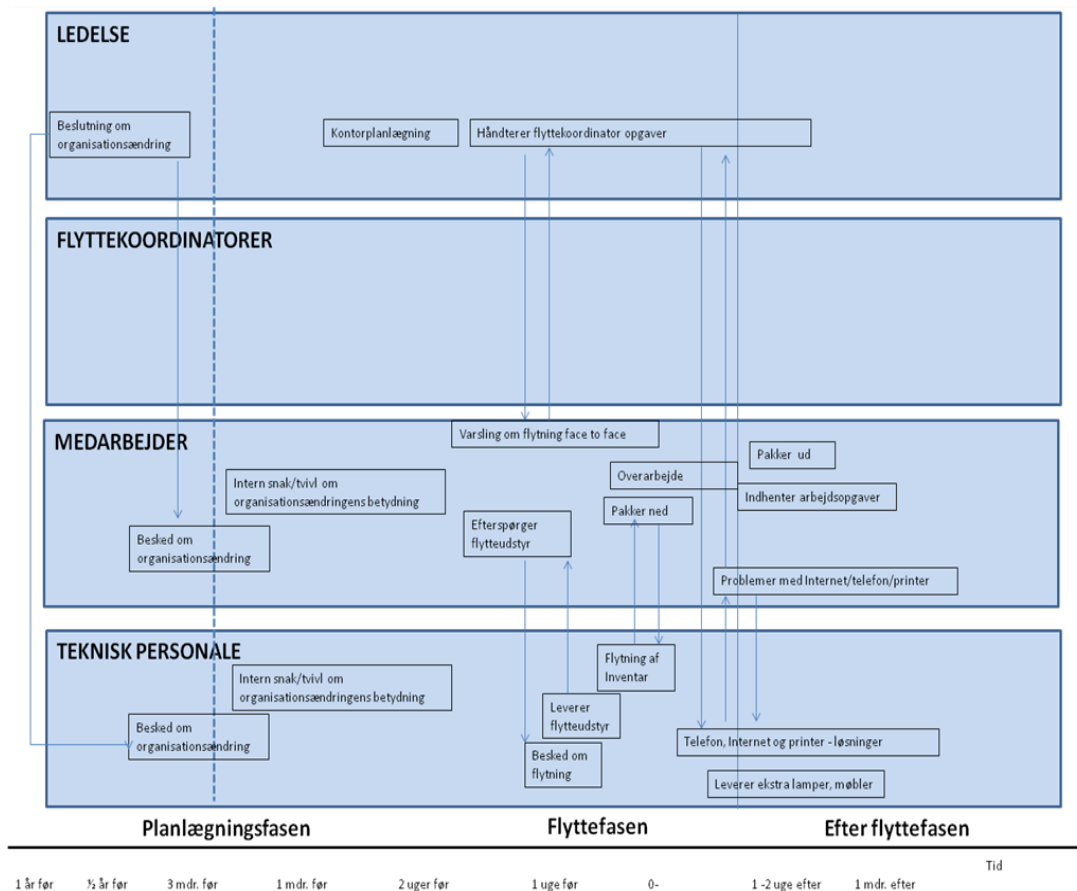 LEDELSE
Beslutning om
organisationsændring
Kontorplanlægning
Håndterer flyttekoordinator opgaver
FLYTTEKOORDINATORER
MEDARBEJDER
Varsling om flytning face to face
Pakker ud
Overarbejde
Intern snak/tvivl om
organisationsændringens betydning
Indhenter arbejdsopgaver
Pakker ned
Efterspørger
flytteudstyr
Besked om
organisationsændring
Problemer med Internet/telefon/printer
TEKNISK PERSONALE
Flytning af
Inventar
Intern snak/tvivl om
organisationsændringens betydning
Leverer
flytteudstyr
Besked om
organisationsændring
Telefon, Internet og printer - løsninger
Besked om
flytning
Leverer ekstra lamper, møbler
Planlægningsfasen Flyttefasen Efter flyttefasen
Tid
1 år før ½ år før 3 mdr. før 1 mdr. før 2 uger før 1 uge før 0- 1 -2 uge efter 1 mdr. efter